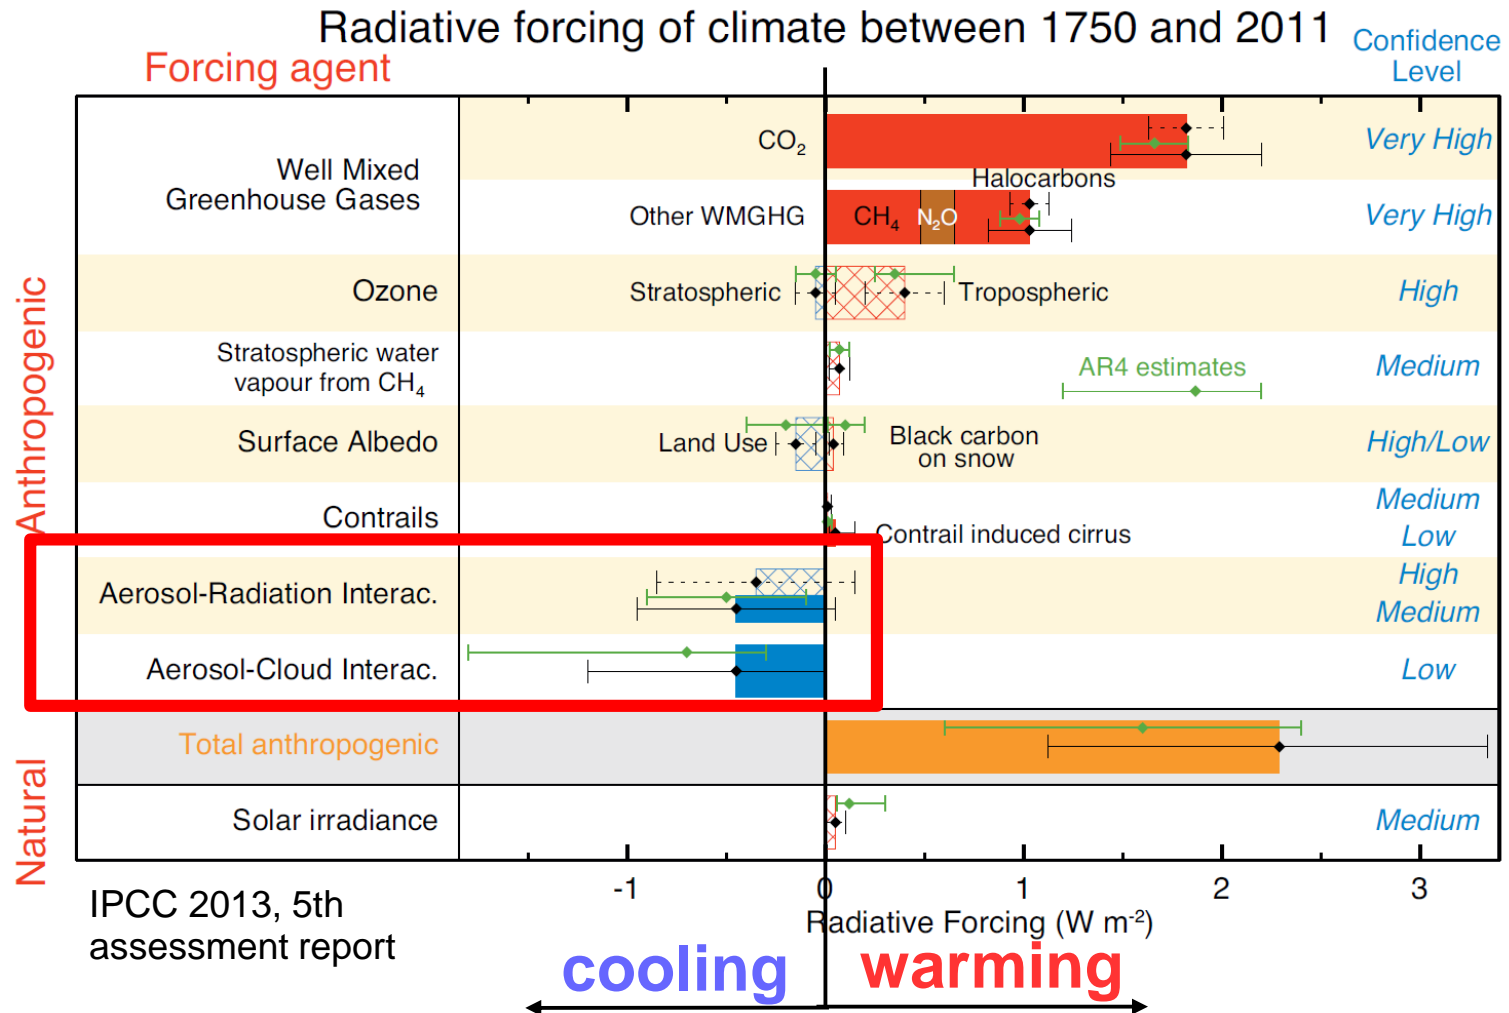 Radiative forcing of climate between 1750 and 2011
Forcing agent
Confidence
Level
Anthropogenic
Natural
Well Mixed
Greenhouse Gases
CO₂
Very High
Other WMGHG
CH₄
N₂O
Halocarbons
Very High
Ozone
Stratospheric
Tropospheric
High
Stratospheric water
vapour from CH₄
AR4 estimates
Medium
Surface Albedo
Land Use
Black carbon
on snow
High/Low
Contrails
Contrail induced cirrus
Medium
Low
Aerosol-Radiation Interac.
High
Medium
Aerosol-Cloud Interac.
Low
Total anthropogenic
Solar irradiance
Medium
-1 0 1 2 3
Radiative Forcing (W m⁻²)
IPCC 2013, 5th
assessment report
cooling
warming